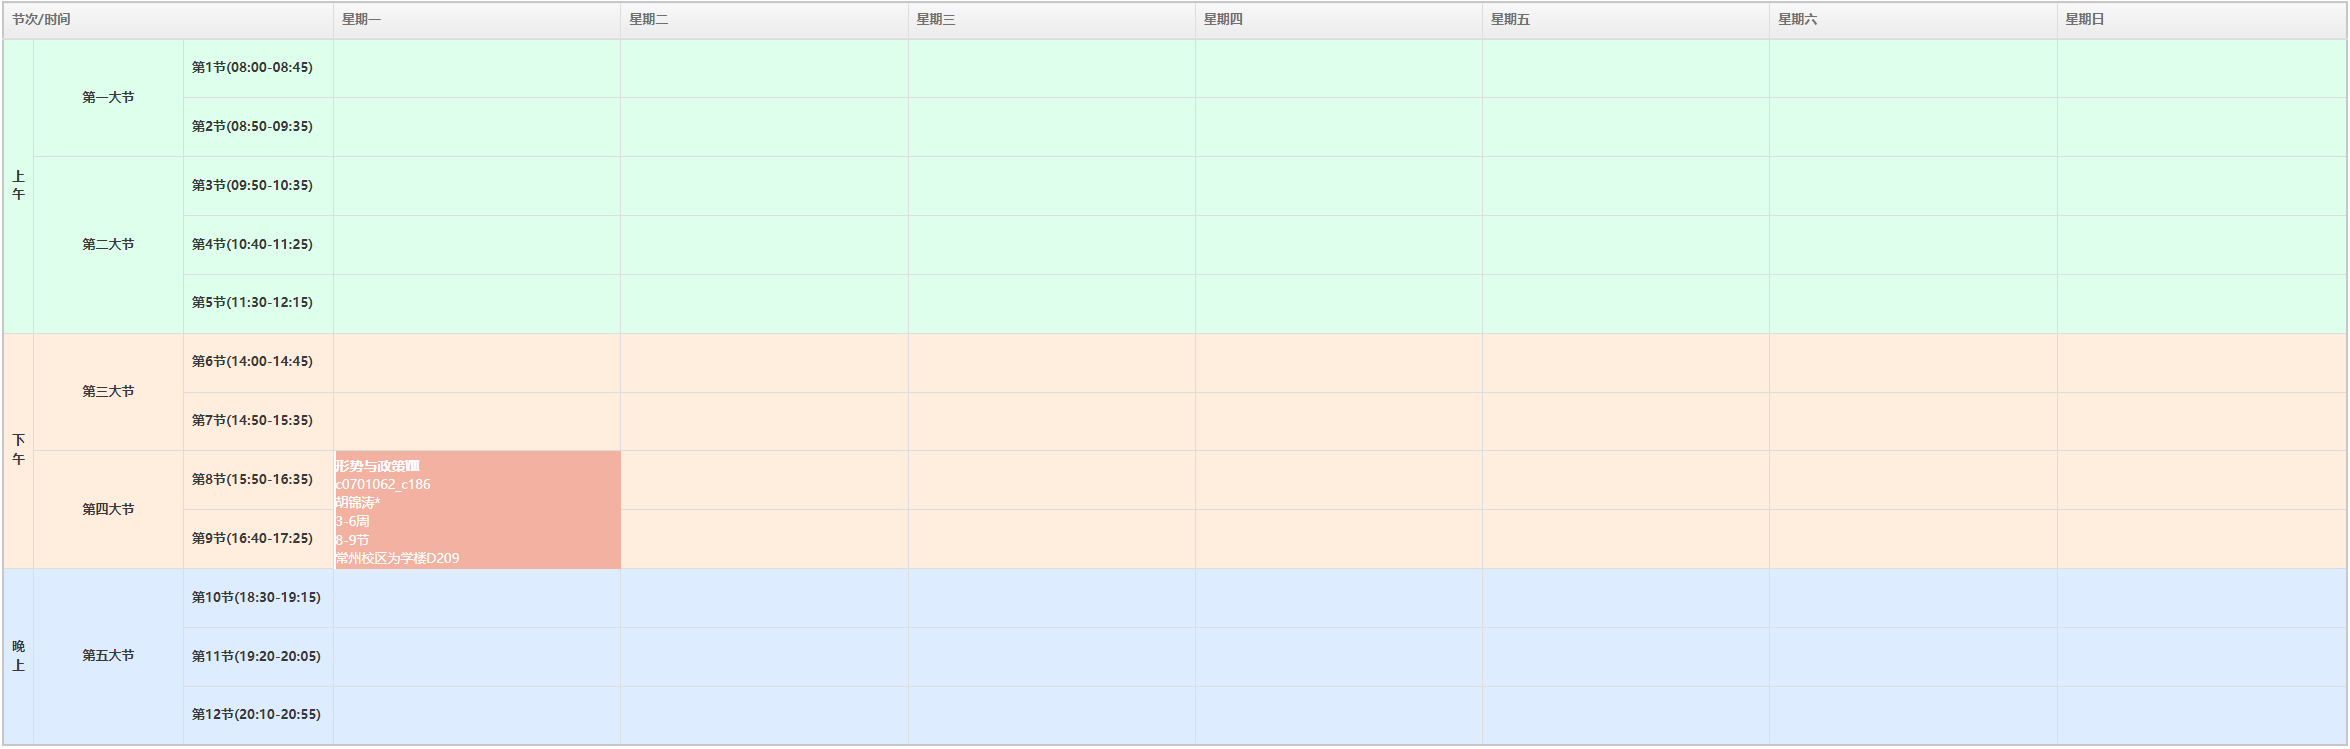 节次/时间 星期一 星期二 星期三 星期四 星期五 星期六 星期日
上午
第一大节
第1节(08:00-08:45)
第2节(08:50-09:35)
第二大节
第3节(09:50-10:35)
第4节(10:40-11:25)
第5节(11:30-12:15)
下午
第三大节
第6节(14:00-14:45)
第7节(14:50-15:35)
第四大节
第8节(15:50-16:35)
第9节(16:40-17:25)
形势与政策Ⅷ
c0701062_c186
胡锦涛*
3-6周
8-9节
常州校区为学楼D209
晚上
第五大节
第10节(18:30-19:15)
第11节(19:20-20:05)
第12节(20:10-20:55)